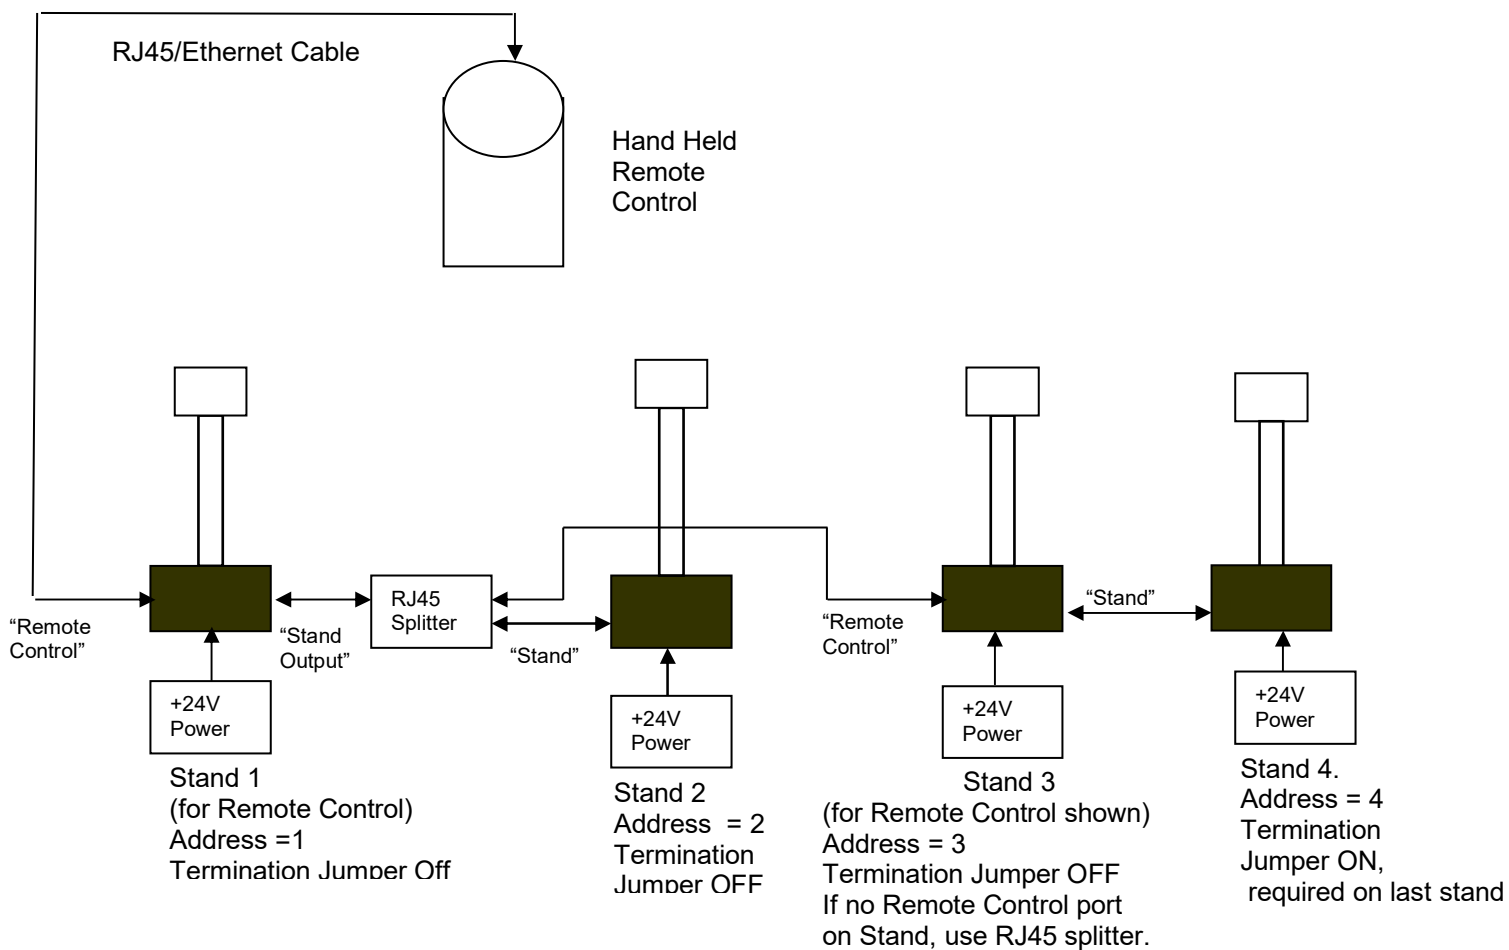 RJ45/Ethernet Cable
Hand Held
Remote
Control
“Remote
Control”
“Stand
Output”
RJ45
Splitter
“Stand”
“Remote
Control”
“Stand”
+24V
Power
+24V
Power
+24V
Power
+24V
Power
Stand 1
(for Remote Control)
Address =1
Termination Jumper Off
Stand 2
Address  = 2
Termination
Jumper OFF
Stand 3
(for Remote Control shown)
Address = 3
Termination Jumper OFF
If no Remote Control port
on Stand, use RJ45 splitter.
Stand 4.
Address = 4
Termination
Jumper ON,
required on last stand